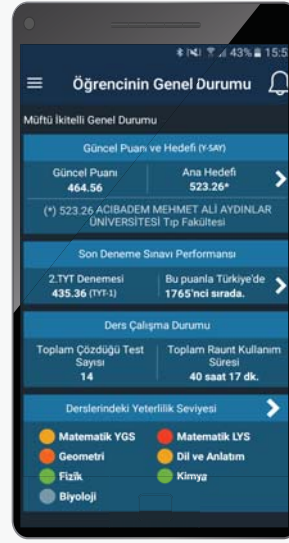 43% 15:5
Öğrencinin Genel Durumu
Müftü İkitelli Genel Durumu
Güncel Puanı ve Hedefi (Y-SAY)
Güncel Puanı
464.56
Ana Hedefi
523.26*
(*) 523.26 ACIBADEM MEHMET ALİ AYDINLAR
ÜNİVERSİTESİ Tıp Fakültesi
Son Deneme Sınavı Performansı
2.TYT Denemesi
435.36 (TYT-1)
Bu puanla Türkiye'de
1765'nci sırada.
Ders Çalışma Durumu
Toplam Çözdüğü Test
Sayısı
14
Toplam Raunt Kullanım
Süresi
40 saat 17 dk.
Derslerindeki Yeterlilik Seviyesi
Matematik YGS
Matematik LYS
Geometri
Dil ve Anlatım
Fizik
Kimya
Biyoloji